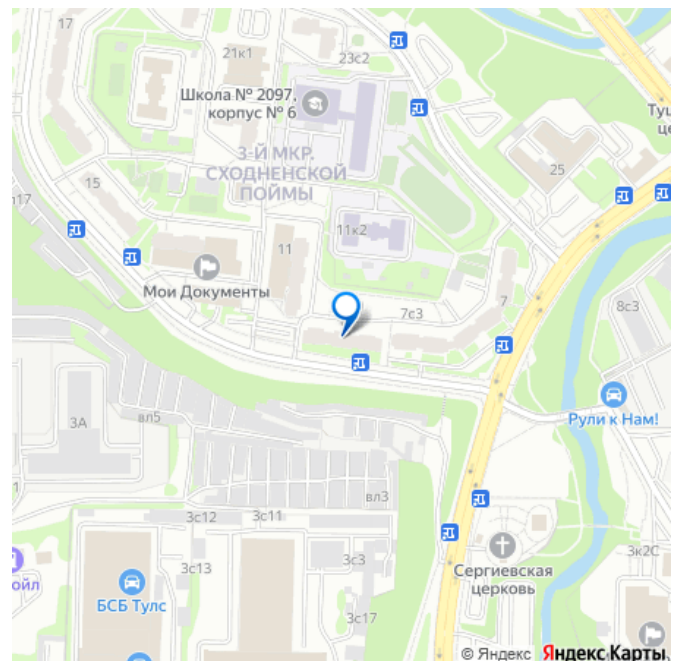 17
21к1
23с2
Школа № 2097,
корпус № 6
Туш
це
3-Й МКР.
СХОДНЕНСКОЙ
ПОЙМЫ
25
15
11к2
11
Мои Документы
7
7с3
8с3
3А
вл5
Рули к Нам!
вл3
3с12
3с11
3с3
3с13
Сергиевская
церковь
3к2С
ойл
БСБ Тулс
3с17
© Яндекс Яндекс Карты